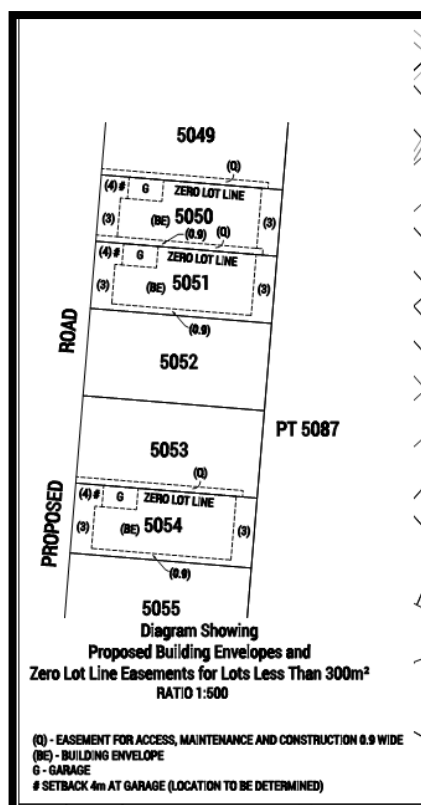 5049
(Q)
(4)# G ZERO LOT LINE
(3) (BE) 5050 (3)
(0.9) (Q)
(4)# G ZERO LOT LINE
(3) (BE) 5051 (3)
(0.9)
ROAD
5052
PT 5087
5053
(Q)
(4)# G ZERO LOT LINE
(3) (BE) 5054 (3)
PROPOSED
(0.9)
5055
Diagram Showing
Proposed Building Envelopes and
Zero Lot Line Easements for Lots Less Than 300m²
RATIO 1:500
(Q) - EASEMENT FOR ACCESS, MAINTENANCE AND CONSTRUCTION 0.9 WIDE
(BE) - BUILDING ENVELOPE
G - GARAGE
# SETBACK 4m AT GARAGE (LOCATION TO BE DETERMINED)